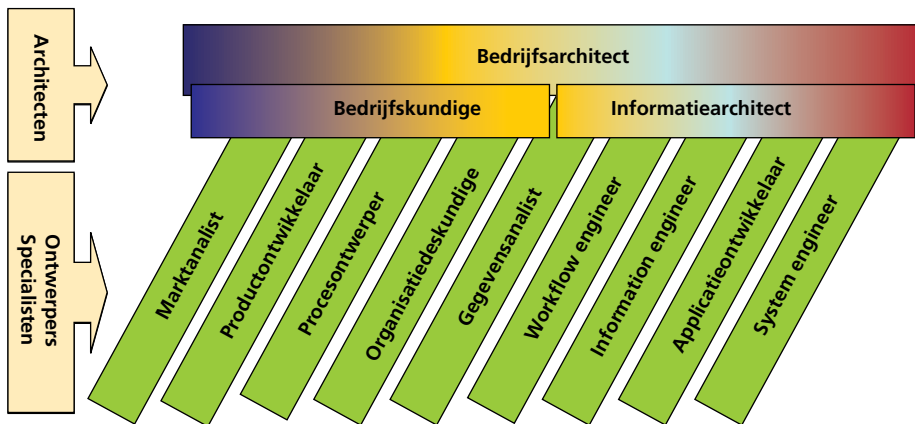 Architecten
Bedrijfsarchitect
Bedrijfskundige
Informatiearchitect
Ontwerpers
Specialisten
Marktanalist
Productontwikkelaar
Procesontwerper
Organisatiedeskundige
Gegevensanalist
Workflow engineer
Information engineer
Applicatieontwikkelaar
System engineer